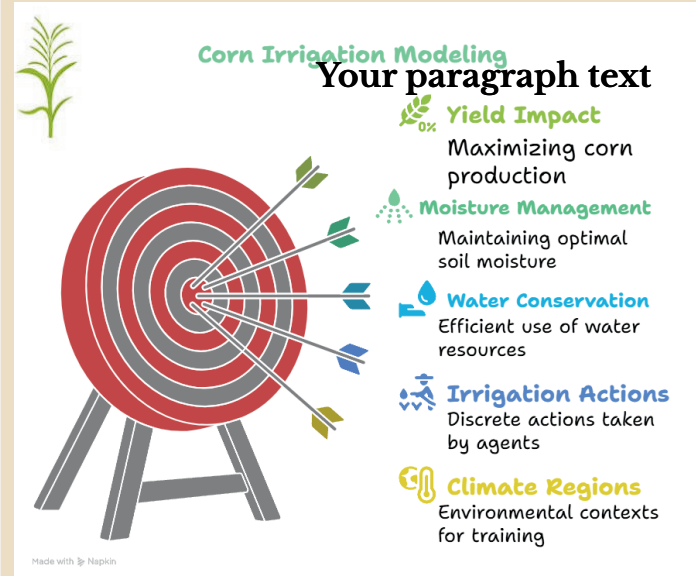 Corn Irrigation Modeling
Your paragraph text
0%
Yield Impact
Maximizing corn
production
Moisture Management
Maintaining optimal
soil moisture
Water Conservation
Efficient use of water
resources
Irrigation Actions
Discrete actions taken
by agents
Climate Regions
Environmental contexts
for training
Made with Napkin